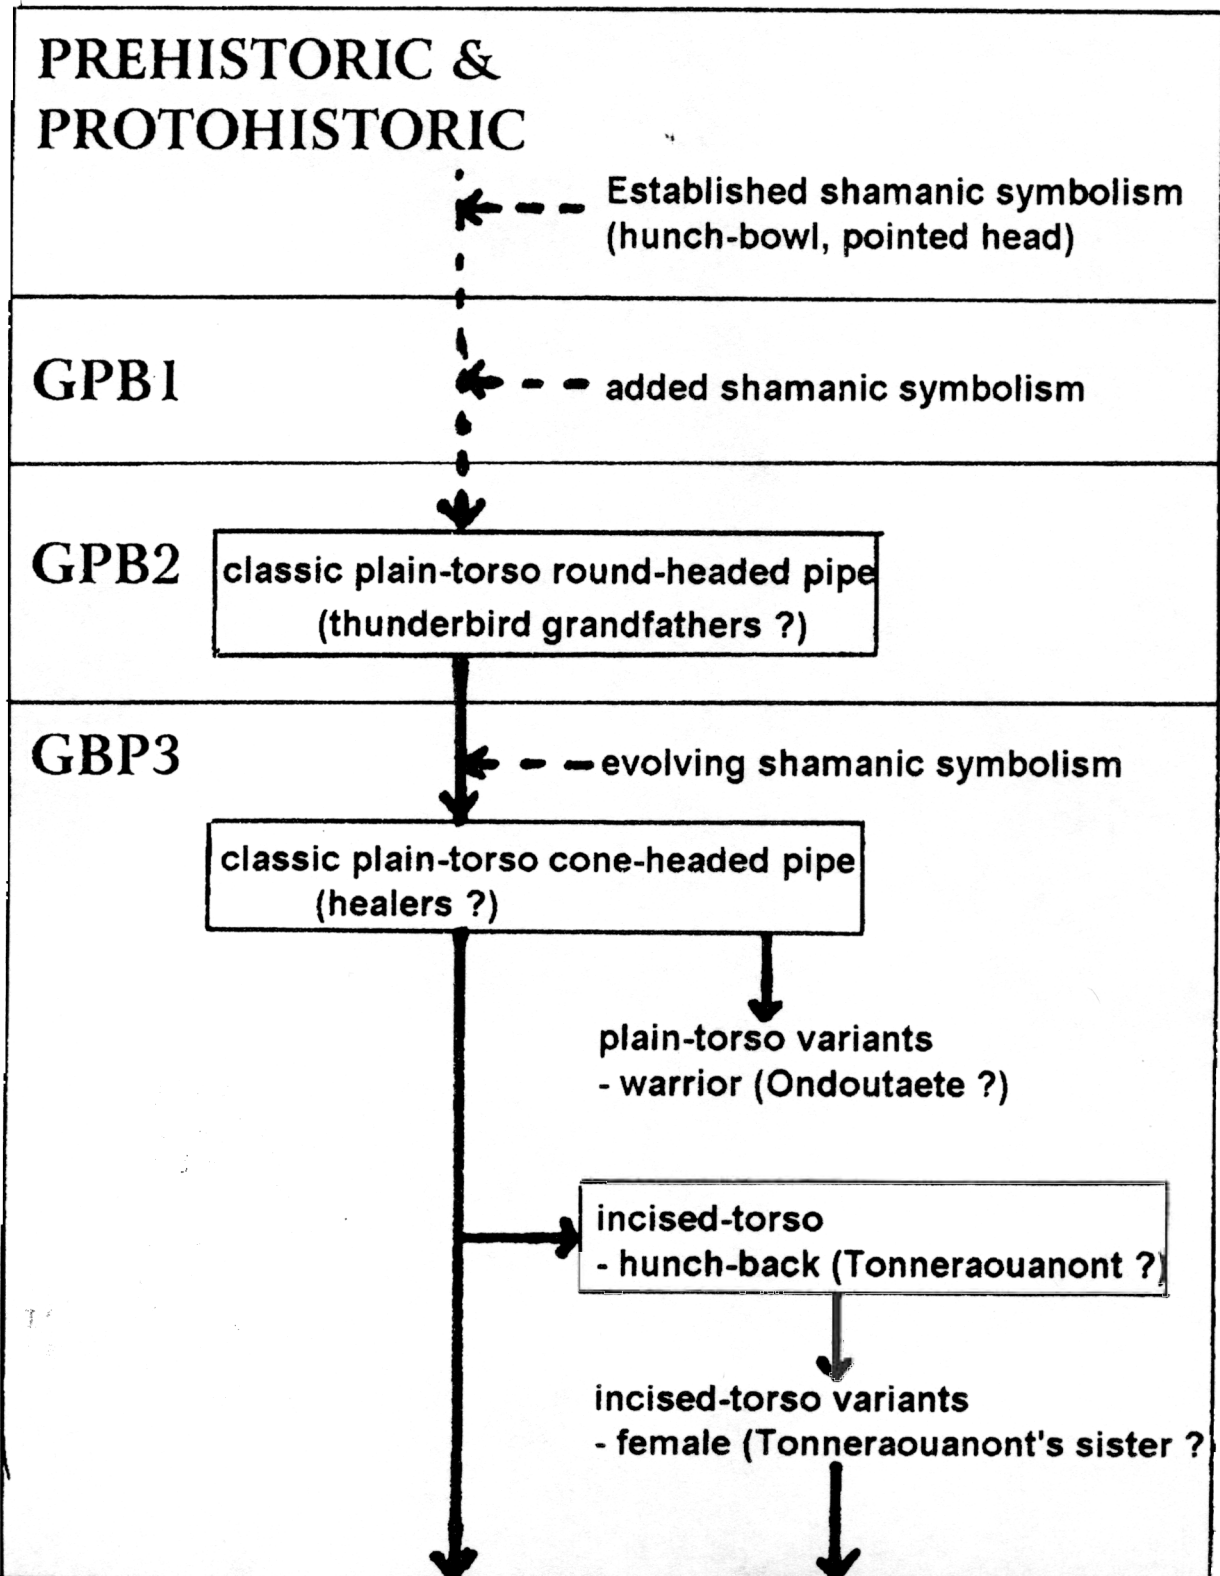 PREHISTORIC &
PROTOHISTORIC
Established shamanic symbolism
(hunch-bowl, pointed head)
GPB1
added shamanic symbolism
GPB2
classic plain-torso round-headed pipe
(thunderbird grandfathers ?)
GBP3
evolving shamanic symbolism
classic plain-torso cone-headed pipe
(healers ?)
plain-torso variants
- warrior (Ondoutaete ?)
incised-torso
- hunch-back (Tonneraouanont ?)
incised-torso variants
- female (Tonneraouanont's sister ?